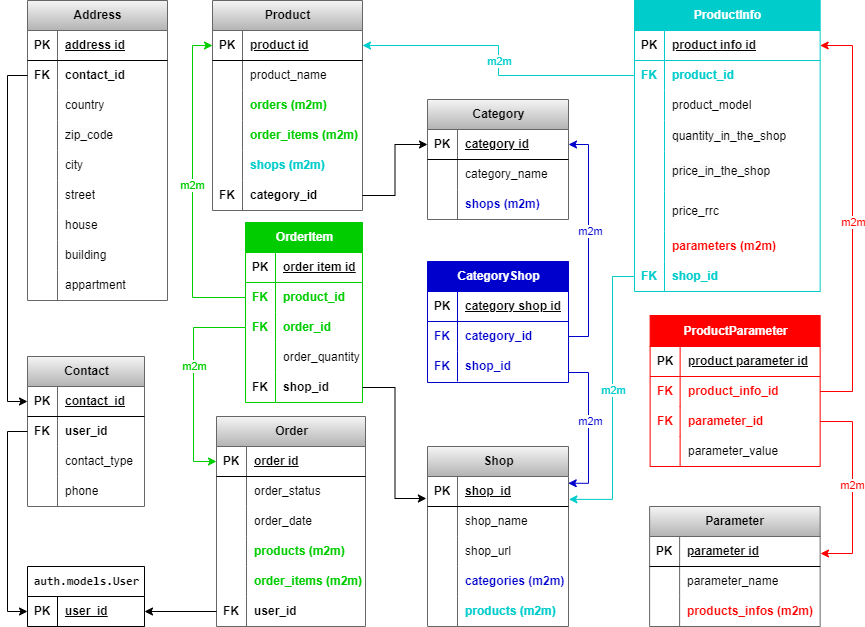 Address
PK address id
FK contact_id
country
zip_code
city
street
house
building
appartment
Product
PK product id
product_name
orders (m2m)
order_items (m2m)
shops (m2m)
FK category_id
ProductInfo
PK product info id
FK product_id
product_model
quantity_in_the_shop
price_in_the_shop
price_rrc
parameters (m2m)
FK shop_id
Category
PK category id
category_name
shops (m2m)
OrderItem
PK order item id
FK product_id
FK order_id
order_quantity
FK shop_id
CategoryShop
PK category shop id
FK category_id
FK shop_id
ProductParameter
PK product parameter id
FK product_info_id
FK parameter_id
parameter_value
Contact
PK contact_id
FK user_id
contact_type
phone
Order
PK order id
order_status
order_date
products (m2m)
order_items (m2m)
FK user_id
Shop
PK shop_id
shop_name
shop_url
categories (m2m)
products (m2m)
Parameter
PK parameter id
parameter_name
products_infos (m2m)
auth.models.User
PK user_id
m2m
m2m
m2m
m2m
m2m
m2m
m2m
m2m